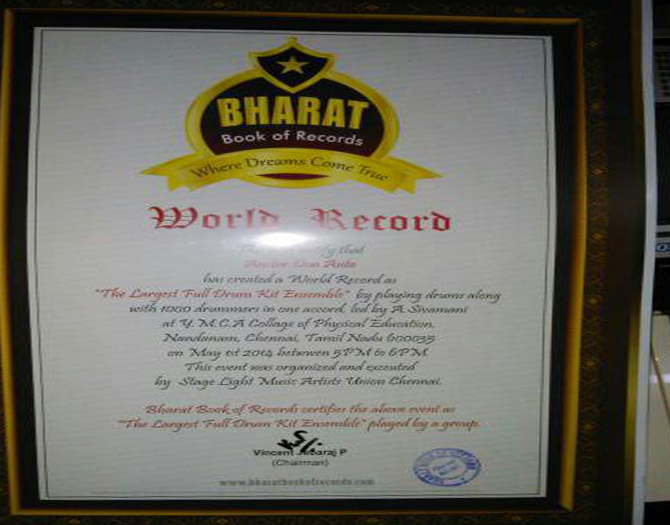 BHARAT
Book of Records
Where Dreams Come True
World Record
that
has created a World Record as
"The Largest Full Drum Kit Ensemble" by playing drums along
with 1000 drummers in one accord, led by A. Sivamani
at Y.M.C.A Collage of Physical Education,
Nandanam, Chennai, Tamil Nadu 600035
on May 1st 2014 between 5PM to 6PM
This event was organized and executed
by Stage Light Music Artists Union Chennai.
Bharat Book of Records certifies the above event as
"The Largest Full Drum Kit Ensemble" played by a group.
Vincent P
(Chairman)
www.bharatbookofrecords.com